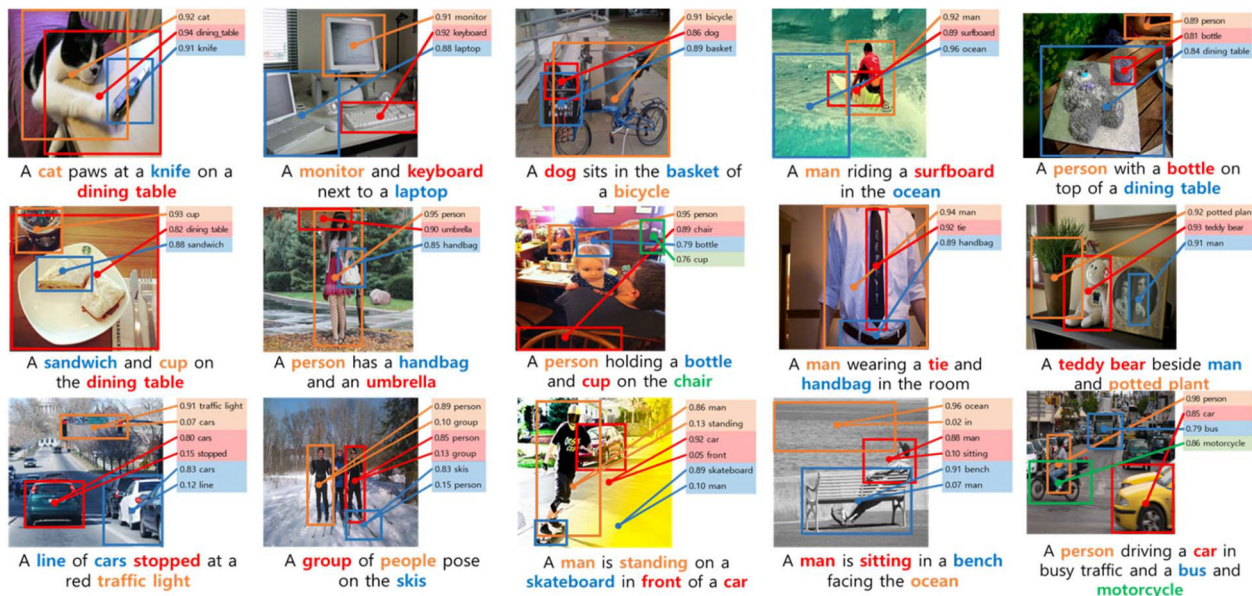 0.92 cat
0.94 dining_table
0.91 knife
A cat paws at a knife on a
dining table
0.91 monitor
0.92 keyboard
0.88 laptop
A monitor and keyboard
next to a laptop
0.91 bicycle
0.86 dog
0.89 basket
A dog sits in the basket of
a bicycle
0.92 man
0.89 surfboard
0.96 ocean
A man riding a surfboard
in the ocean
0.89 person
0.81 bottle
0.84 dining table
A person with a bottle on
top of a dining table
0.93 cup
0.82 dining table
0.88 sandwich
A sandwich and cup on
the dining table
0.95 person
0.90 umbrella
0.85 handbag
A person has a handbag
and an umbrella
0.95 person
0.89 chair
0.79 bottle
0.76 cup
A person holding a bottle
and cup on the chair
0.94 man
0.92 tie
0.89 handbag
A man wearing a tie and
handbag in the room
0.92 potted plant
0.93 teddy bear
0.91 man
A teddy bear beside man
and potted plant
0.91 traffic light
0.07 cars
0.80 cars
0.15 stopped
0.83 cars
0.12 line
A line of cars stopped at a
red traffic light
0.89 person
0.10 group
0.85 person
0.13 group
0.83 skis
0.15 person
A group of people pose
on the skis
0.86 man
0.13 standing
0.92 car
0.05 front
0.89 skateboard
0.10 man
A man is standing on a
skateboard in front of a car
0.96 ocean
0.02 in
0.88 man
0.10 sitting
0.91 bench
0.07 man
A man is sitting in a bench
facing the ocean
0.98 person
0.85 car
0.79 bus
0.86 motorcycle
A person driving a car in
busy traffic and a bus and
motorcycle